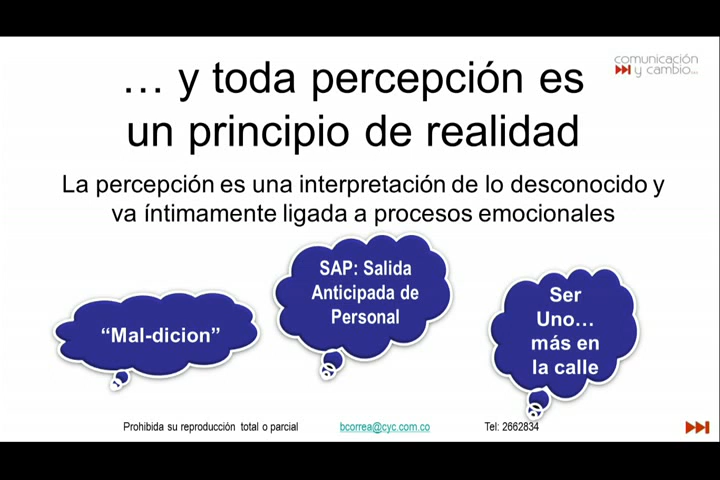 comunicación
y cambio...
... y toda percepción es
un principio de realidad
La percepción es una interpretación de lo desconocido y
va íntimamente ligada a procesos emocionales
“Mal-dicion”
SAP: Salida
Anticipada de
Personal
Ser
Uno...
más en
la calle
Prohibida su reproducción total o parcial
bcorrea@cyc.com.co
Tel: 2662834